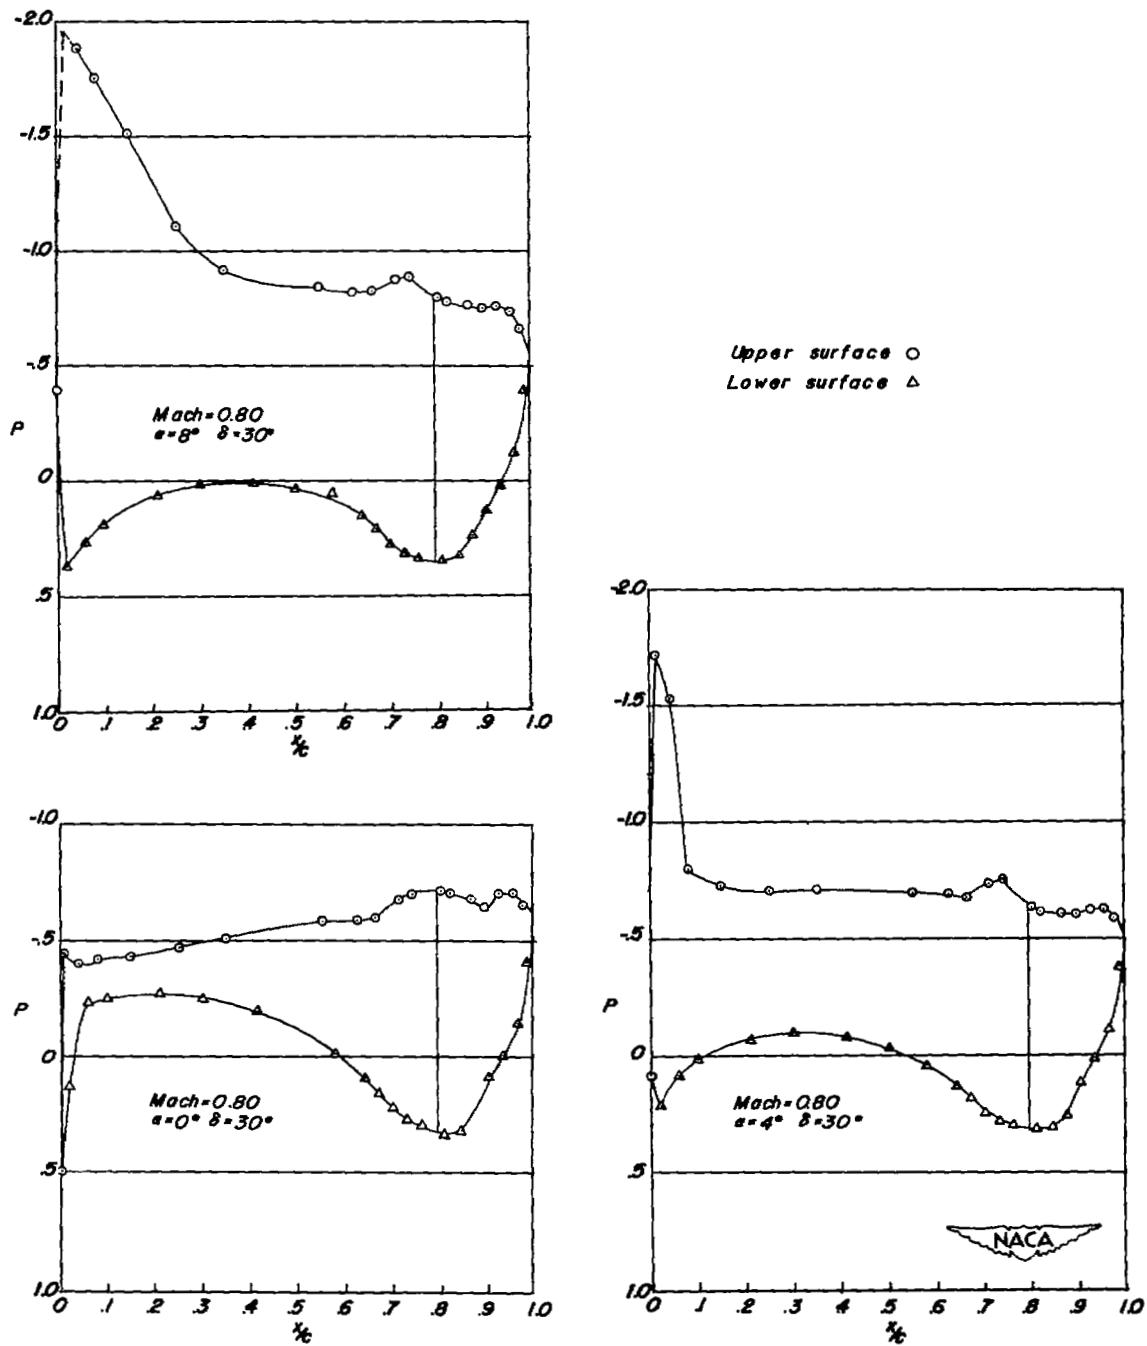 -2.0
-1.5
-1.0
-.5
0
.5
1.0
P
Mach=0.80
α=8° δ=30°
0 .1 .2 .3 .4 .5 .6 .7 .8 .9 1.0
x/c
Upper surface
Lower surface
-1.0
-.5
0
.5
1.0
P
Mach=0.80
α=0° δ=30°
0 .1 .2 .3 .4 .5 .6 .7 .8 .9 1.0
x/c
-2.0
-1.5
-1.0
-.5
0
.5
1.0
P
Mach=0.80
α=4° δ=30°
NACA
0 .1 .2 .3 .4 .5 .6 .7 .8 .9 1.0
x/c